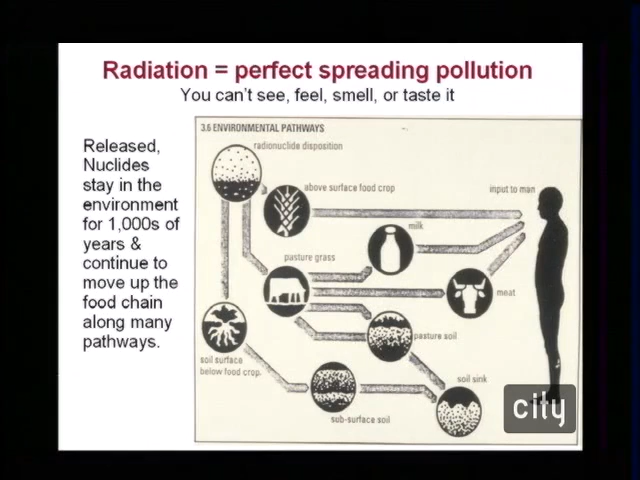 Radiation = perfect spreading pollution
You can't see, feel, smell, or taste it
Released,
Nuclides
stay in the
environment
for 1,000s of
years &
continue to
move up the
food chain
along many
pathways.
3.6 ENVIRONMENTAL PATHWAYS
radionuclide disposition
above surface food crop
input to man
milk
pasture grass
meat
pasture soil
soil surface
below food crop.
soil sink
sub-surface soil
city